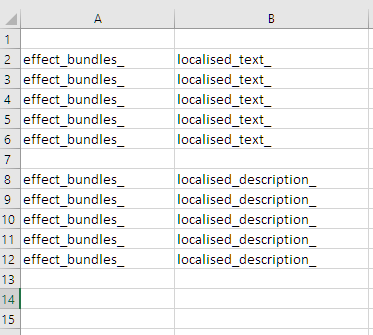 A B
1
2 effect_bundles_ localised_text_
3 effect_bundles_ localised_text_
4 effect_bundles_ localised_text_
5 effect_bundles_ localised_text_
6 effect_bundles_ localised_text_
7
8 effect_bundles_ localised_description_
9 effect_bundles_ localised_description_
10 effect_bundles_ localised_description_
11 effect_bundles_ localised_description_
12 effect_bundles_ localised_description_
13
14
15